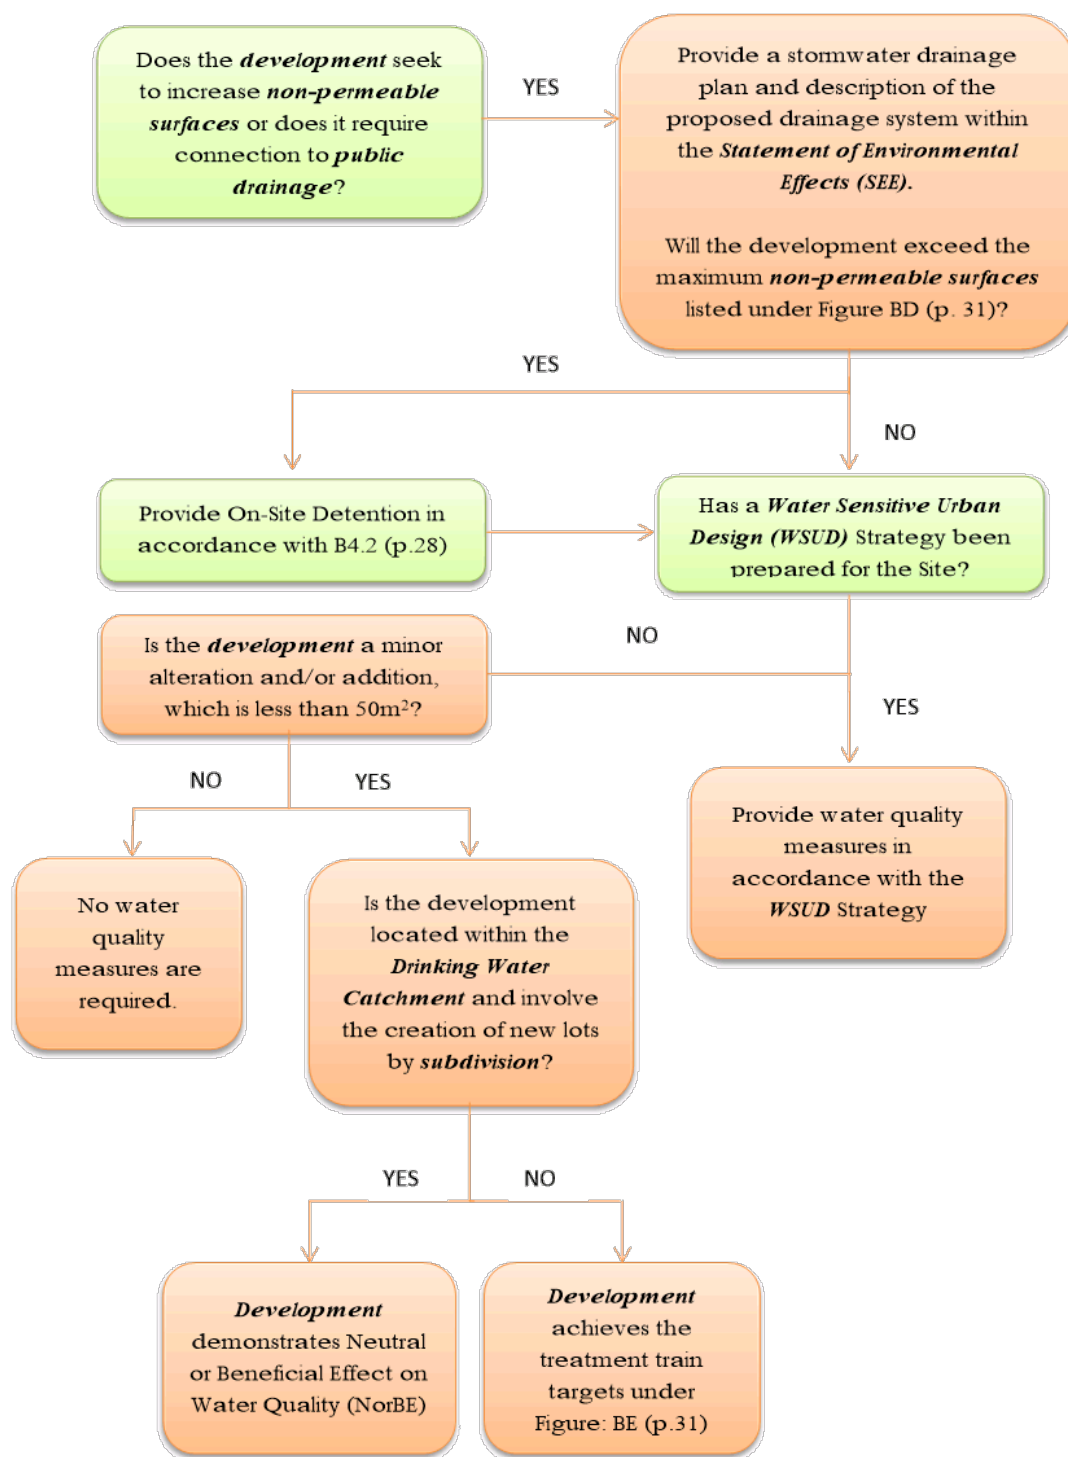 Does the development seek
to increase non-permeable
surfaces or does it require
connection to public
drainage?
YES
Provide a stormwater drainage
plan and description of the
proposed drainage system within
the Statement of Environmental
Effects (SEE).
Will the development exceed the
maximum non-permeable surfaces
listed under Figure BD (p. 31)?
YES
NO
Provide On-Site Detention in
accordance with B4.2 (p.28)
Has a Water Sensitive Urban
Design (WSUD) Strategy been
prepared for the Site?
NO
YES
Is the development a minor
alteration and/or addition,
which is less than 50m²?
NO
YES
Provide water quality
measures in
accordance with the
WSUD Strategy
No water
quality
measures are
required.
Is the development
located within the
Drinking Water
Catchment and involve
the creation of new lots
by subdivision?
YES
NO
Development
demonstrates Neutral
or Beneficial Effect on
Water Quality (NorBE)
Development
achieves the
treatment train
targets under
Figure: BE (p.31)